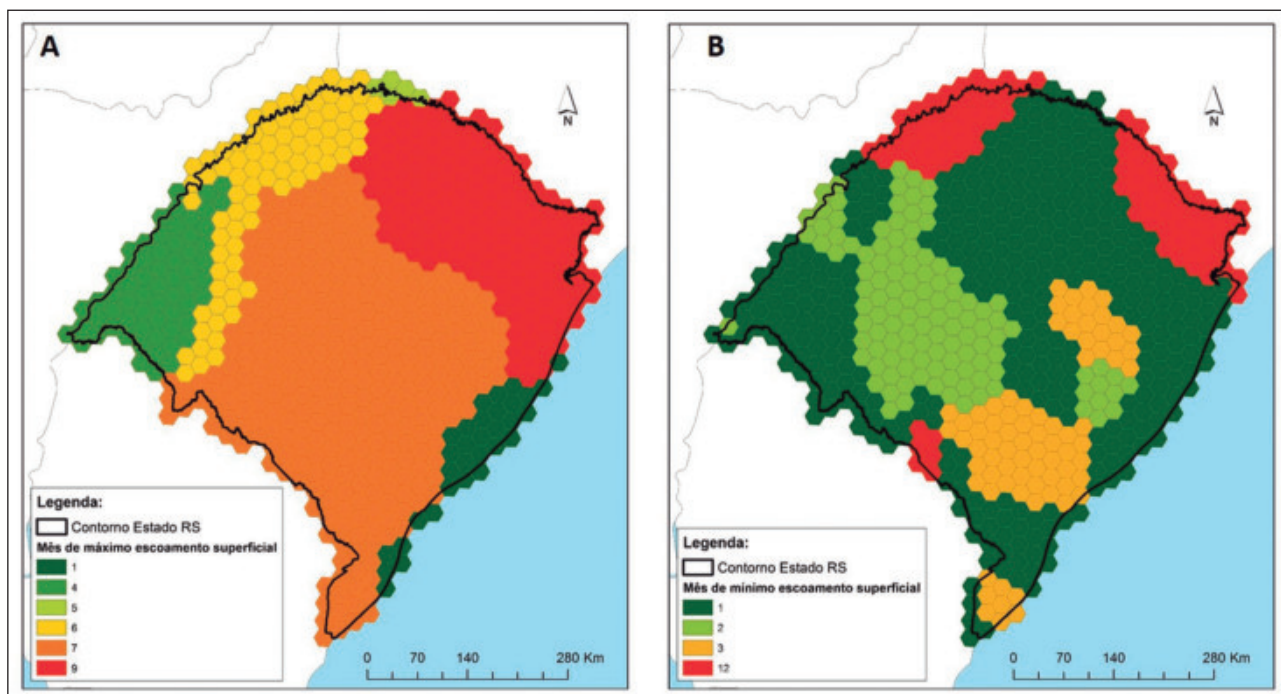 A
N
Legenda:
Contorno Estado RS
Mês de máximo escoamento superficial
1
4
5
6
7
9
0 70 140 280 Km
B
N
Legenda:
Contorno Estado RS
Mês de mínimo escoamento superficial
1
2
3
12
0 70 140 280 Km